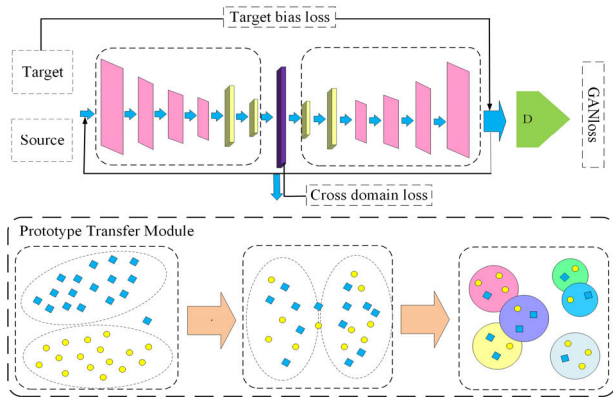 Target bias loss
Target
Source
D
GANloss
Cross domain loss
Prototype Transfer Module